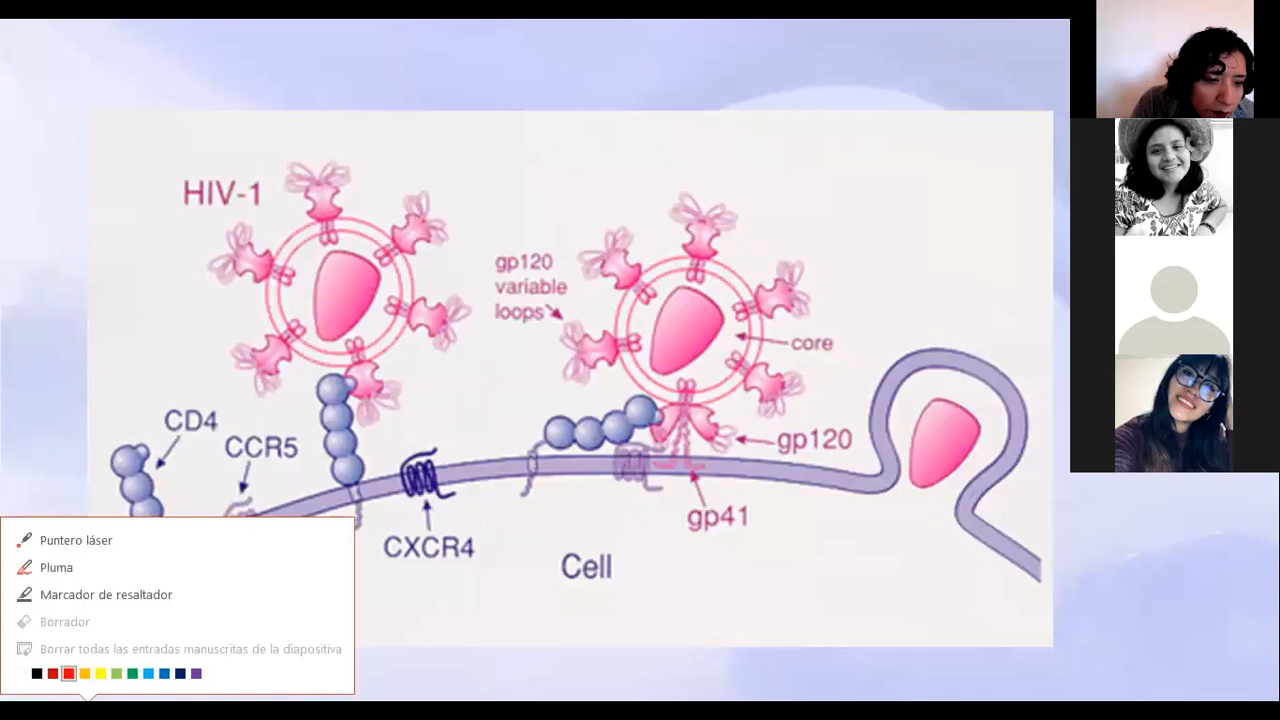 HIV-1
gp120
variable
loops
core
CD4
CCR5
gp120
gp41
CXCR4
Cell
Puntero láser
Pluma
Marcador de resaltador
Borrador
Borrar todas las entradas manuscritas de la diapositiva